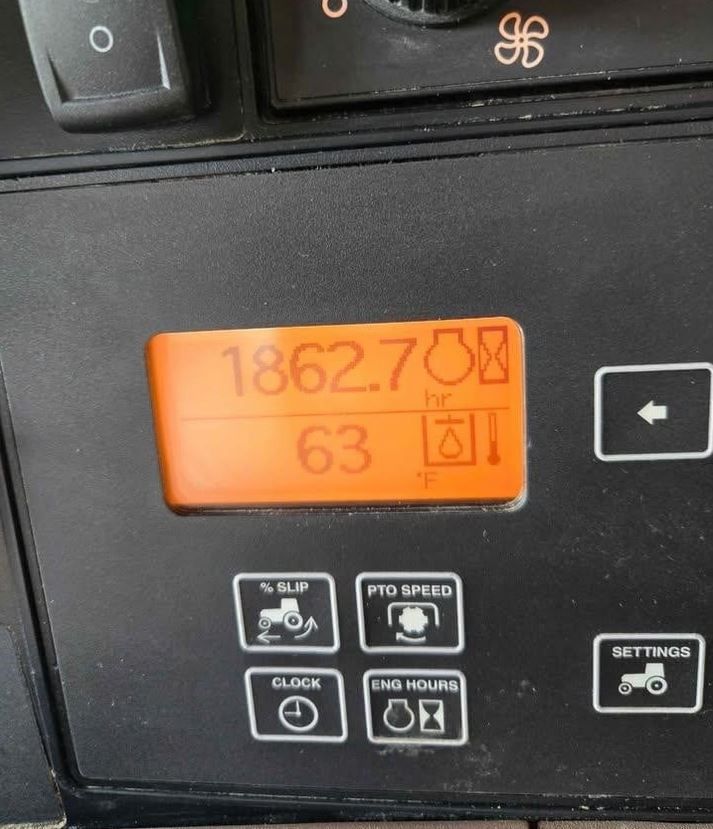 1862.7
hr
63
°F
% SLIP
PTO SPEED
CLOCK
ENG HOURS
SETTINGS